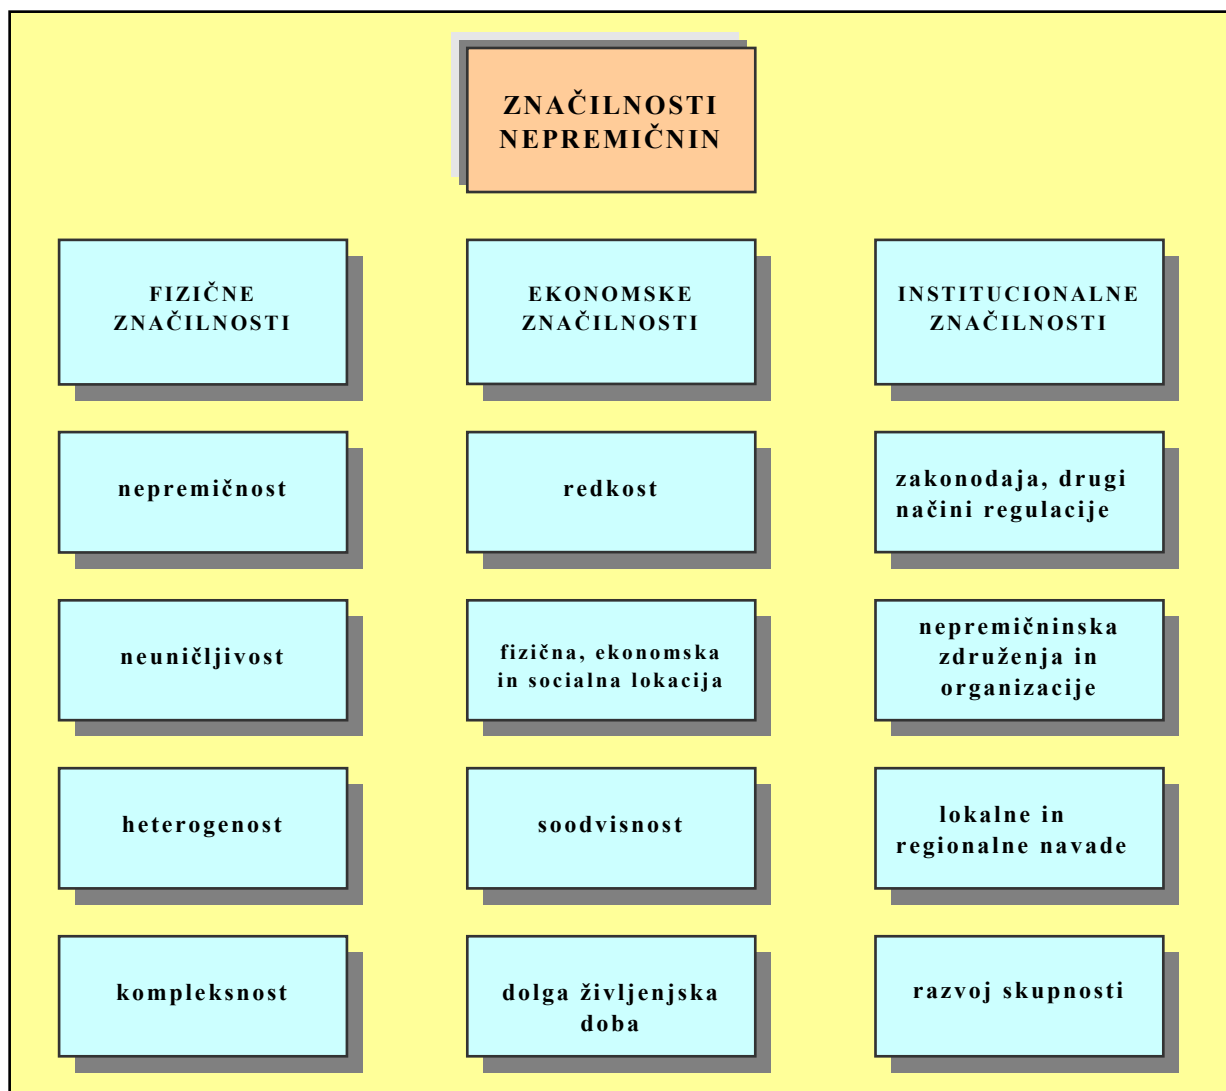 ZNAČILNOSTI
NEPREMIČNIN
FIZIČNE
ZNAČILNOSTI
EKONOMSKE
ZNAČILNOSTI
INSTITUCIONALNE
ZNAČILNOSTI
nepremičnost
redkost
zakonodaja, drugi
načini regulacije
neuničljivost
fizična, ekonomska
in socialna lokacija
nepremičninska
združenja in
organizacije
heterogenost
soodvisnost
lokalne in
regionalne navade
kompleksnost
dolga življenjska
doba
razvoj skupnosti